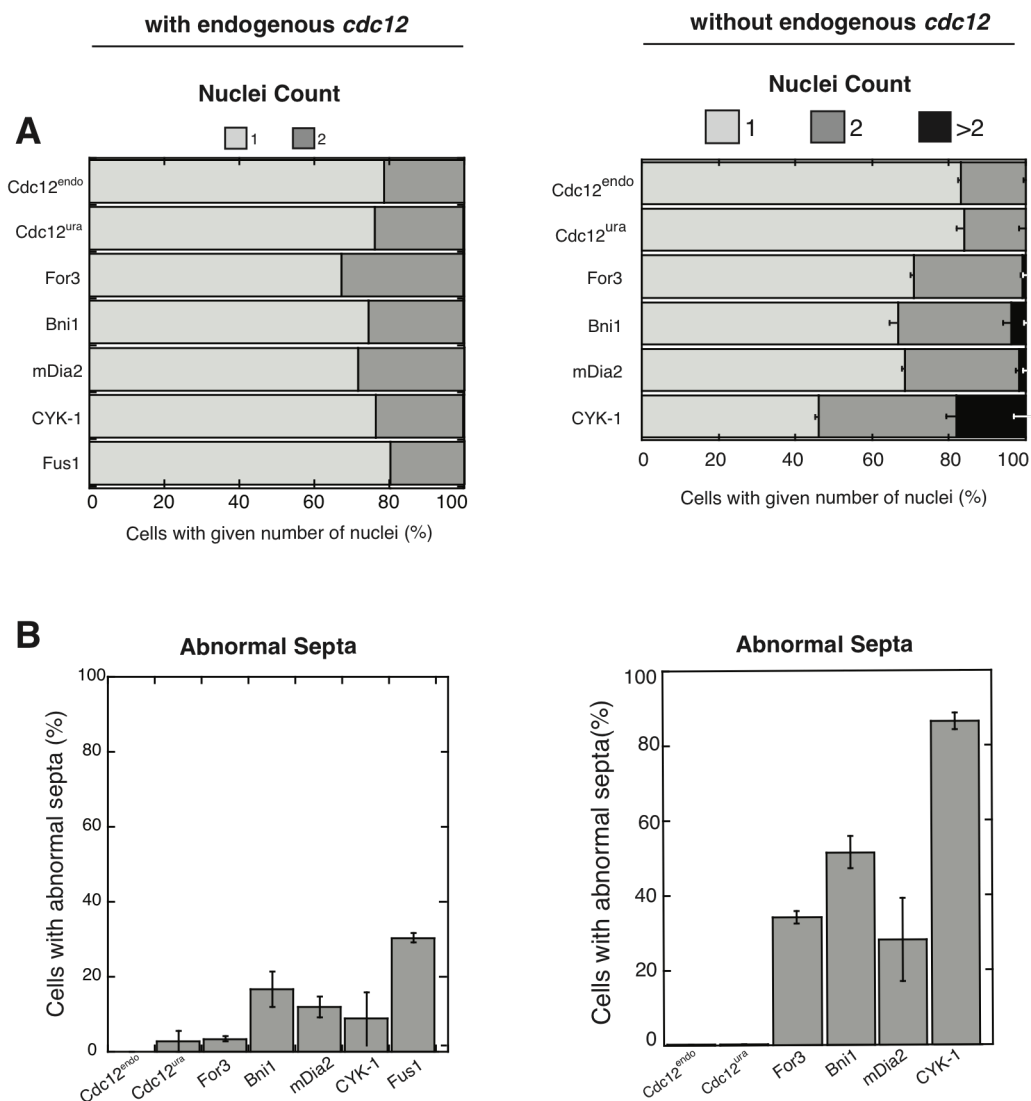 with endogenous cdc12
without endogenous cdc12
A
Nuclei Count
1 2
Cdc12endo
Cdc12ura
For3
Bni1
mDia2
CYK-1
Fus1
0 20 40 60 80 100
Cells with given number of nuclei (%)
Nuclei Count
1 2 >2
Cdc12endo
Cdc12ura
For3
Bni1
mDia2
CYK-1
0 20 40 60 80 100
Cells with given number of nuclei (%)
B
Abnormal Septa
Cells with abnormal septa (%)
100
80
60
40
20
0
Cdc12endo Cdc12ura For3 Bni1 mDia2 CYK-1 Fus1
Abnormal Septa
Cells with abnormal septa(%)
100
80
60
40
20
0
Cdc12endo Cdc12ura For3 Bni1 mDia2 CYK-1